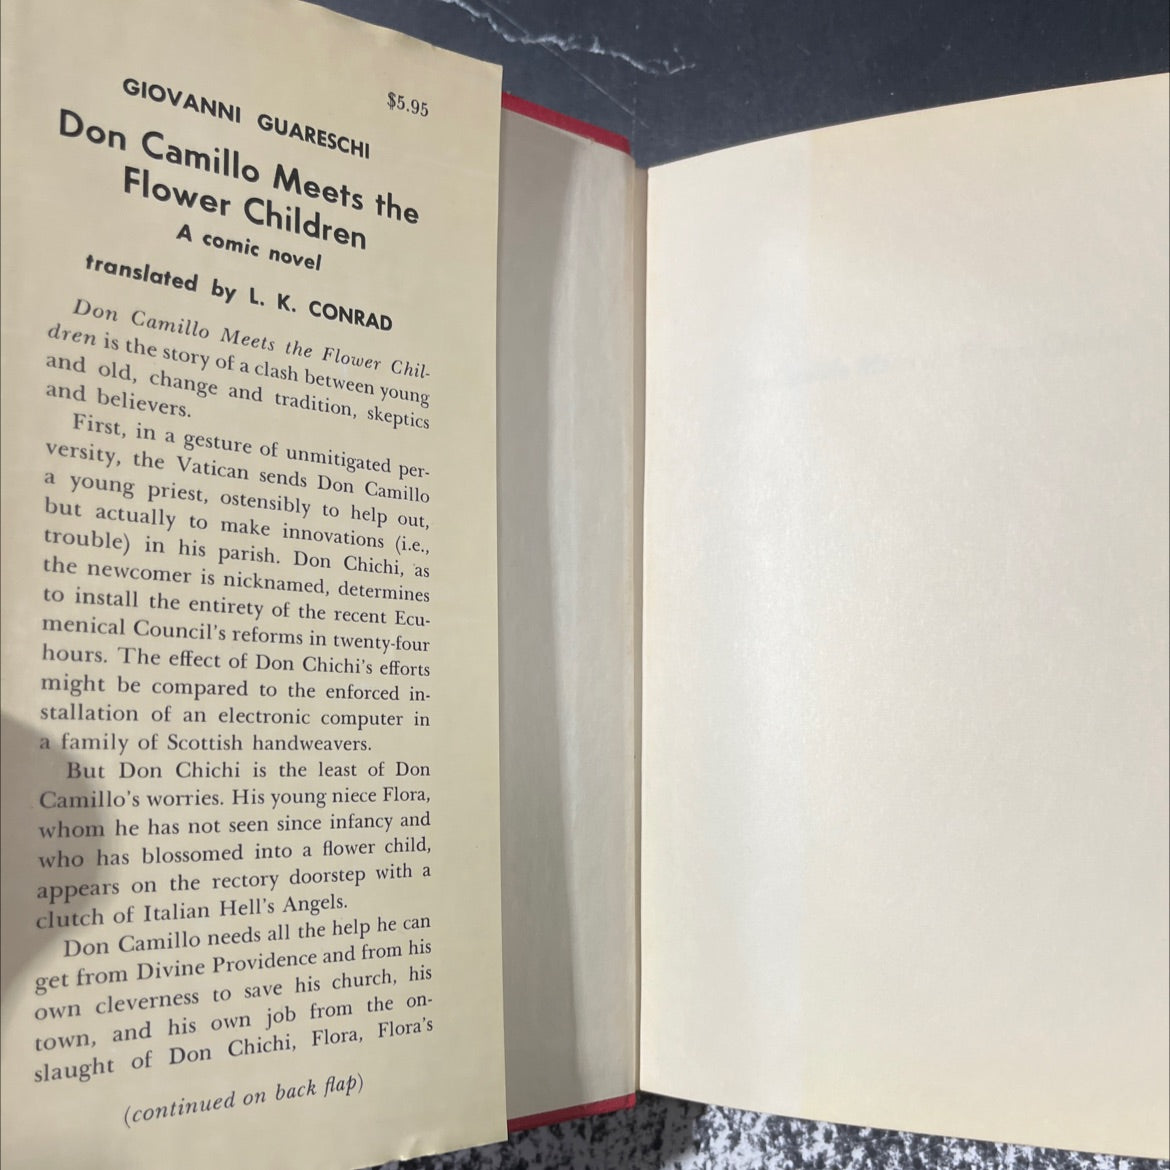 GIOVANNI GUARESCHI
$5.95
Don Camillo Meets the
Flower Children
A comic novel
translated by L. K. CONRAD
Don Camillo Meets the Flower Chil-
dren is the story of a clash between young
and old, change and tradition, skeptics
and believers.
First, in a gesture of unmitigated per-
versity, the Vatican sends Don Camillo
a young priest, ostensibly to help out,
but actually to make innovations (i.e.,
trouble) in his parish. Don Chichi, as
the newcomer is nicknamed, determines
to install the entirety of the recent Ecu-
menical Council's reforms in twenty-four
hours. The effect of Don Chichi's efforts
might be compared to the enforced in-
stallation of an electronic computer in
a family of Scottish handweavers.
But Don Chichi is the least of Don
Camillo's worries. His young niece Flora,
whom he has not seen since infancy and
who has blossomed into a flower child,
appears on the rectory doorstep with a
clutch of Italian Hell's Angels.
Don Camillo needs all the help he can
get from Divine Providence and from his
own cleverness to save his church, his
town, and his own job from the on-
slaught of Don Chichi, Flora, Flora's
(continued on back flap)